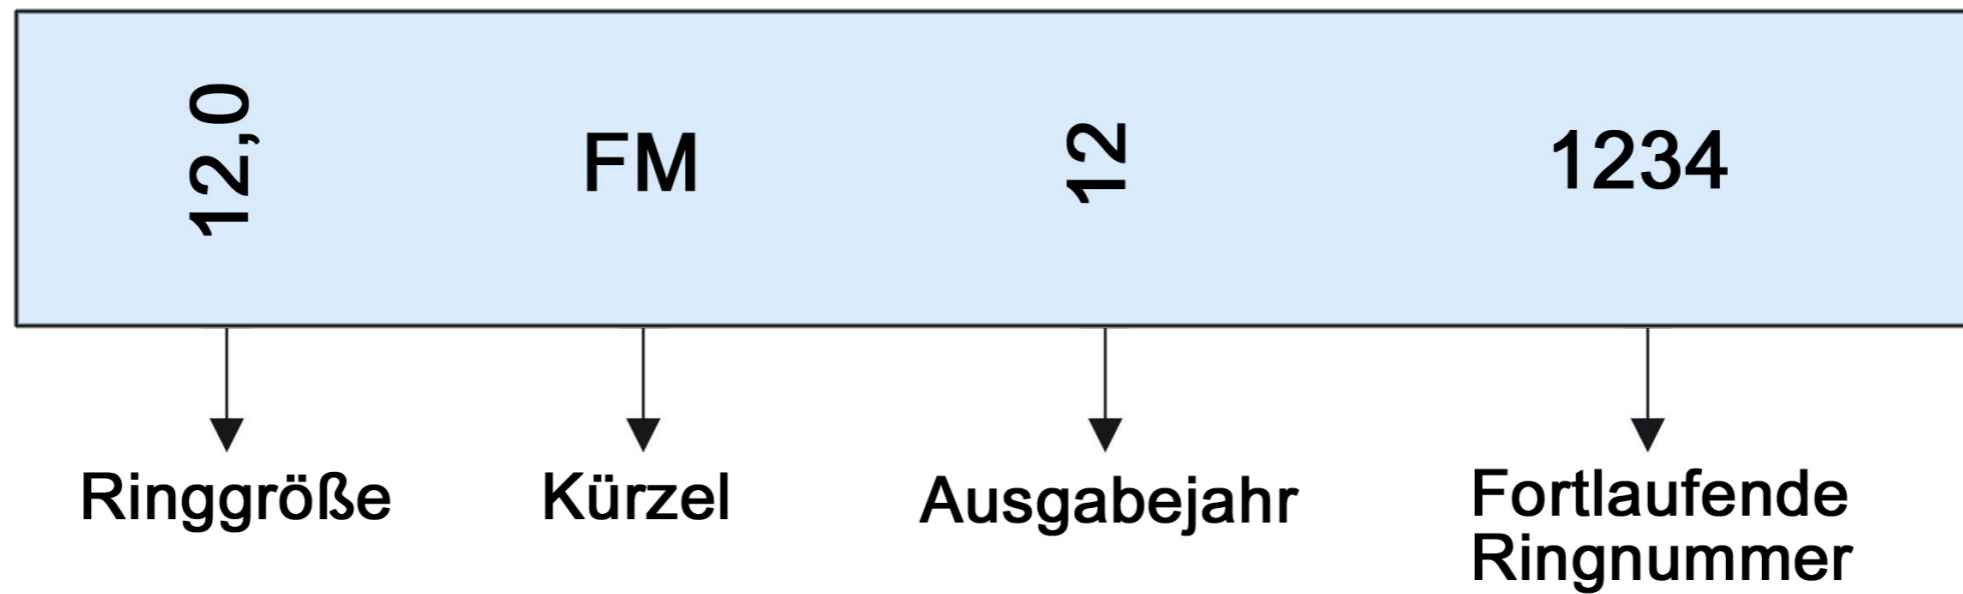 12,0
FM
12
1234
Ringgröße
Kürzel
Ausgabejahr
Fortlaufende
Ringnummer